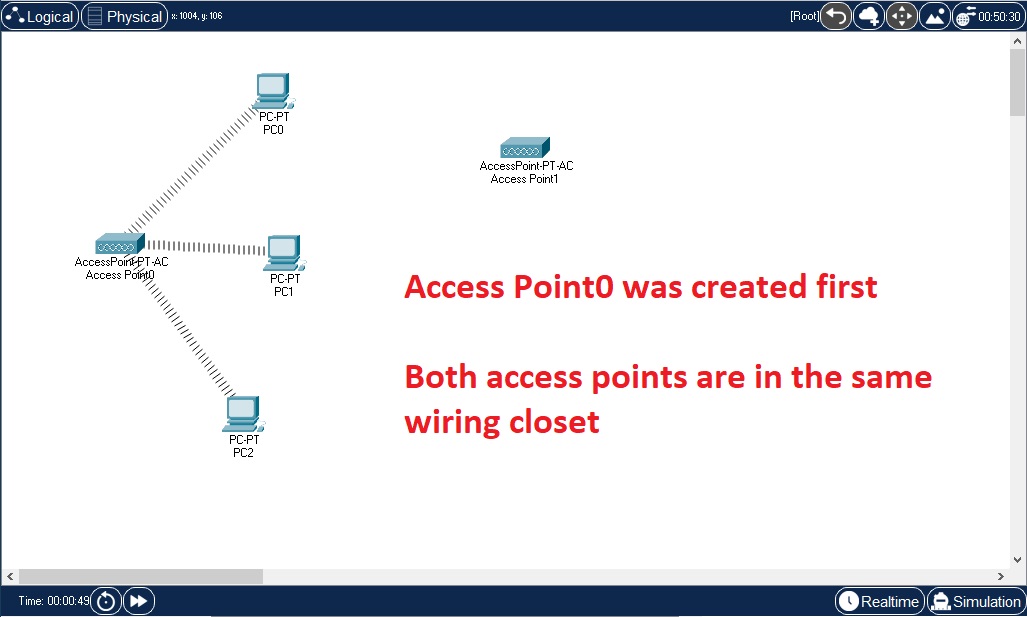 Logical
Physical
x: 1004, y: 106
[Root]
00:50:30
PC-PT
PC0
AccessPoint-PT-AC
Access Point1
AccessPoint-PT-AC
Access Point0
PC-PT
PC1
Access Point0 was created first
Both access points are in the same
wiring closet
PC-PT
PC2
Time: 00:00:49
Realtime
Simulation